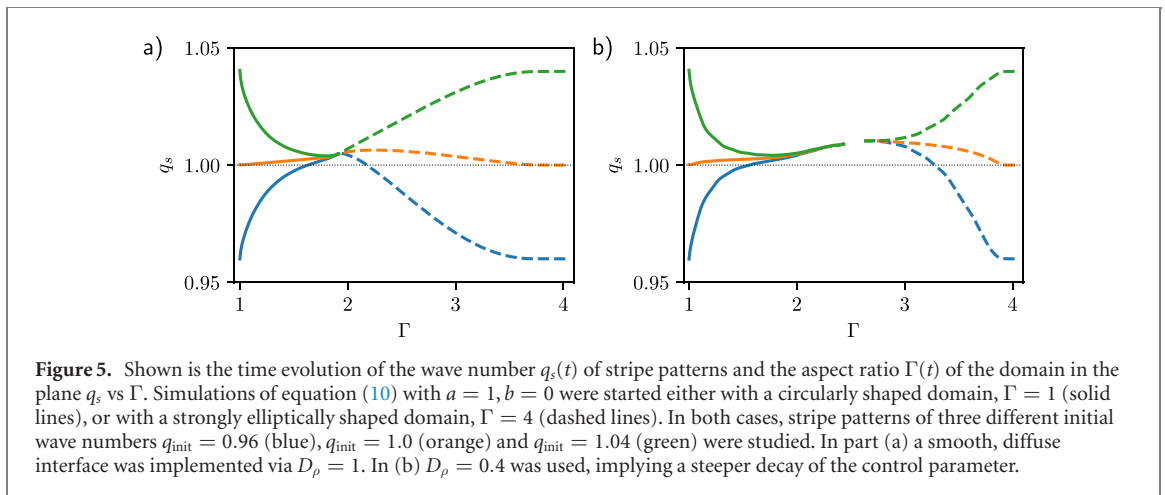 a)
1.05
1.00
0.95
q_s
1
2
3
4
Γ
b)
1.05
1.00
0.95
q_s
1
2
3
4
Γ
Figure 5. Shown is the time evolution of the wave number q_s(t) of stripe patterns and the aspect ratio Γ(t) of the domain in the
plane q_s vs Γ. Simulations of equation (10) with a = 1, b = 0 were started either with a circularly shaped domain, Γ = 1 (solid
lines), or with a strongly elliptically shaped domain, Γ = 4 (dashed lines). In both cases, stripe patterns of three different initial
wave numbers q_init = 0.96 (blue), q_init = 1.0 (orange) and q_init = 1.04 (green) were studied. In part (a) a smooth, diffuse
interface was implemented via D_ρ = 1. In (b) D_ρ = 0.4 was used, implying a steeper decay of the control parameter.